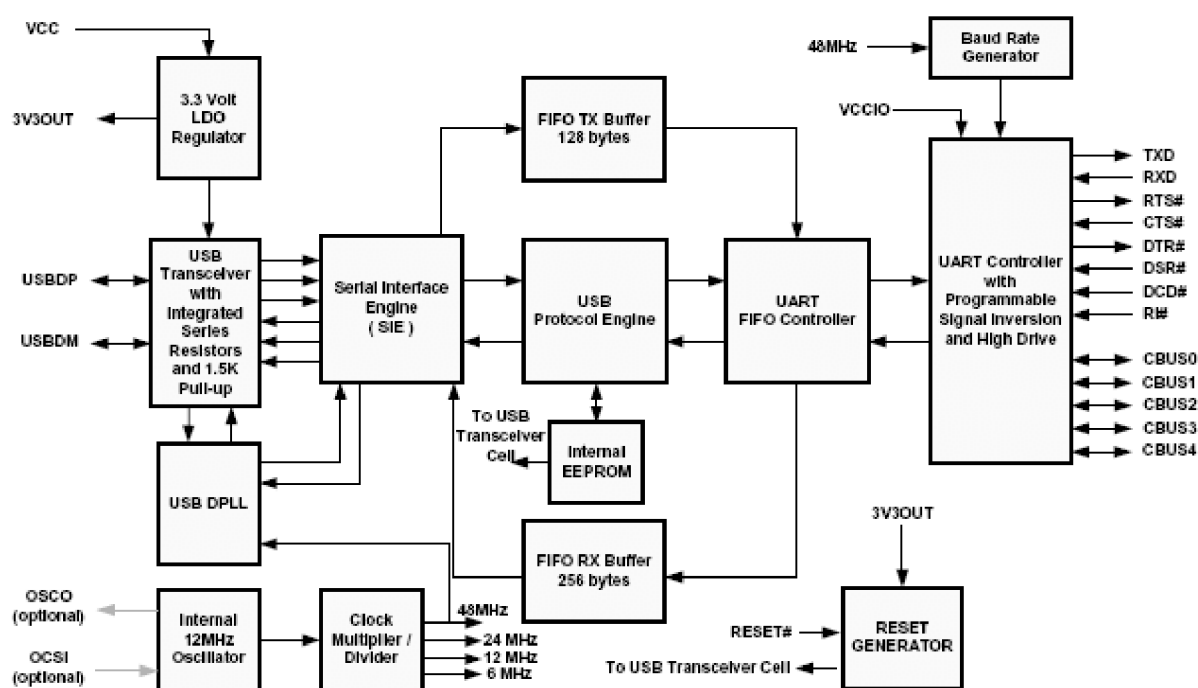 VCC
3V3OUT
3.3 Volt
LDO
Regulator
FIFO TX Buffer
128 bytes
48MHz
Baud Rate
Generator
VCCIO
USBDP
USBDM
USB
Transceiver
with
Integrated
Series
Resistors
and 1.5K
Pull-up
Serial Interface
Engine
( SIE )
USB
Protocol Engine
UART
FIFO Controller
UART Controller
with
Programmable
Signal Inversion
and High Drive
TXD
RXD
RTS#
CTS#
DTR#
DSR#
DCD#
RI#
CBUS0
CBUS1
CBUS2
CBUS3
CBUS4
USB DPLL
To USB
Transceiver
Cell
Internal
EEPROM
FIFO RX Buffer
256 bytes
OSCO
(optional)
OCSI
(optional)
Internal
12MHz
Oscillator
Clock
Multiplier /
Divider
48MHz
24 MHz
12 MHz
6 MHz
3V3OUT
RESET#
To USB Transceiver Cell
RESET
GENERATOR